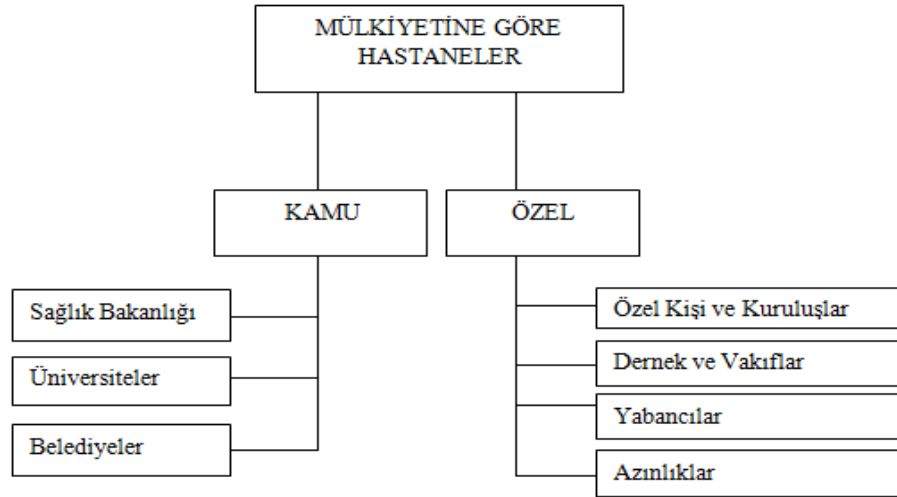 MÜLKİYETİNE GÖRE
HASTANELER
KAMU
ÖZEL
Sağlık Bakanlığı
Üniversiteler
Belediyeler
Özel Kişi ve Kuruluşlar
Dernek ve Vakıflar
Yabancılar
Azınlıklar